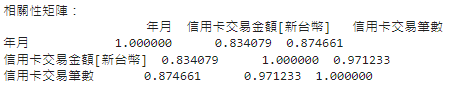 相關性矩陣：
年月 信用卡交易金額[新台幣] 信用卡交易筆數
年月 1.000000 0.834079 0.874661
信用卡交易金額[新台幣] 0.834079 1.000000 0.971233
信用卡交易筆數 0.874661 0.971233 1.000000